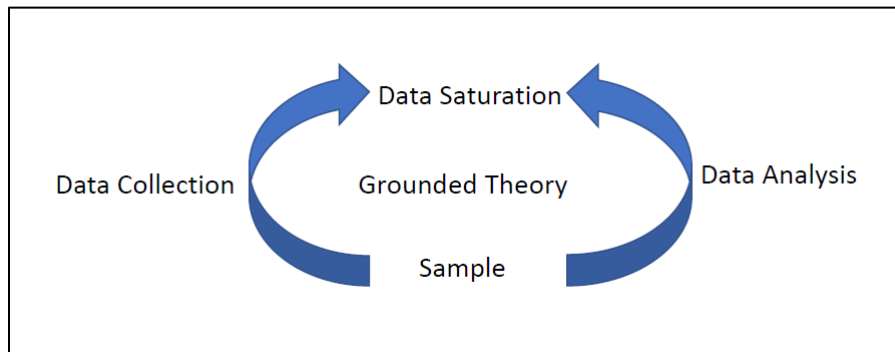 Data Saturation
Data Collection
Grounded Theory
Data Analysis
Sample